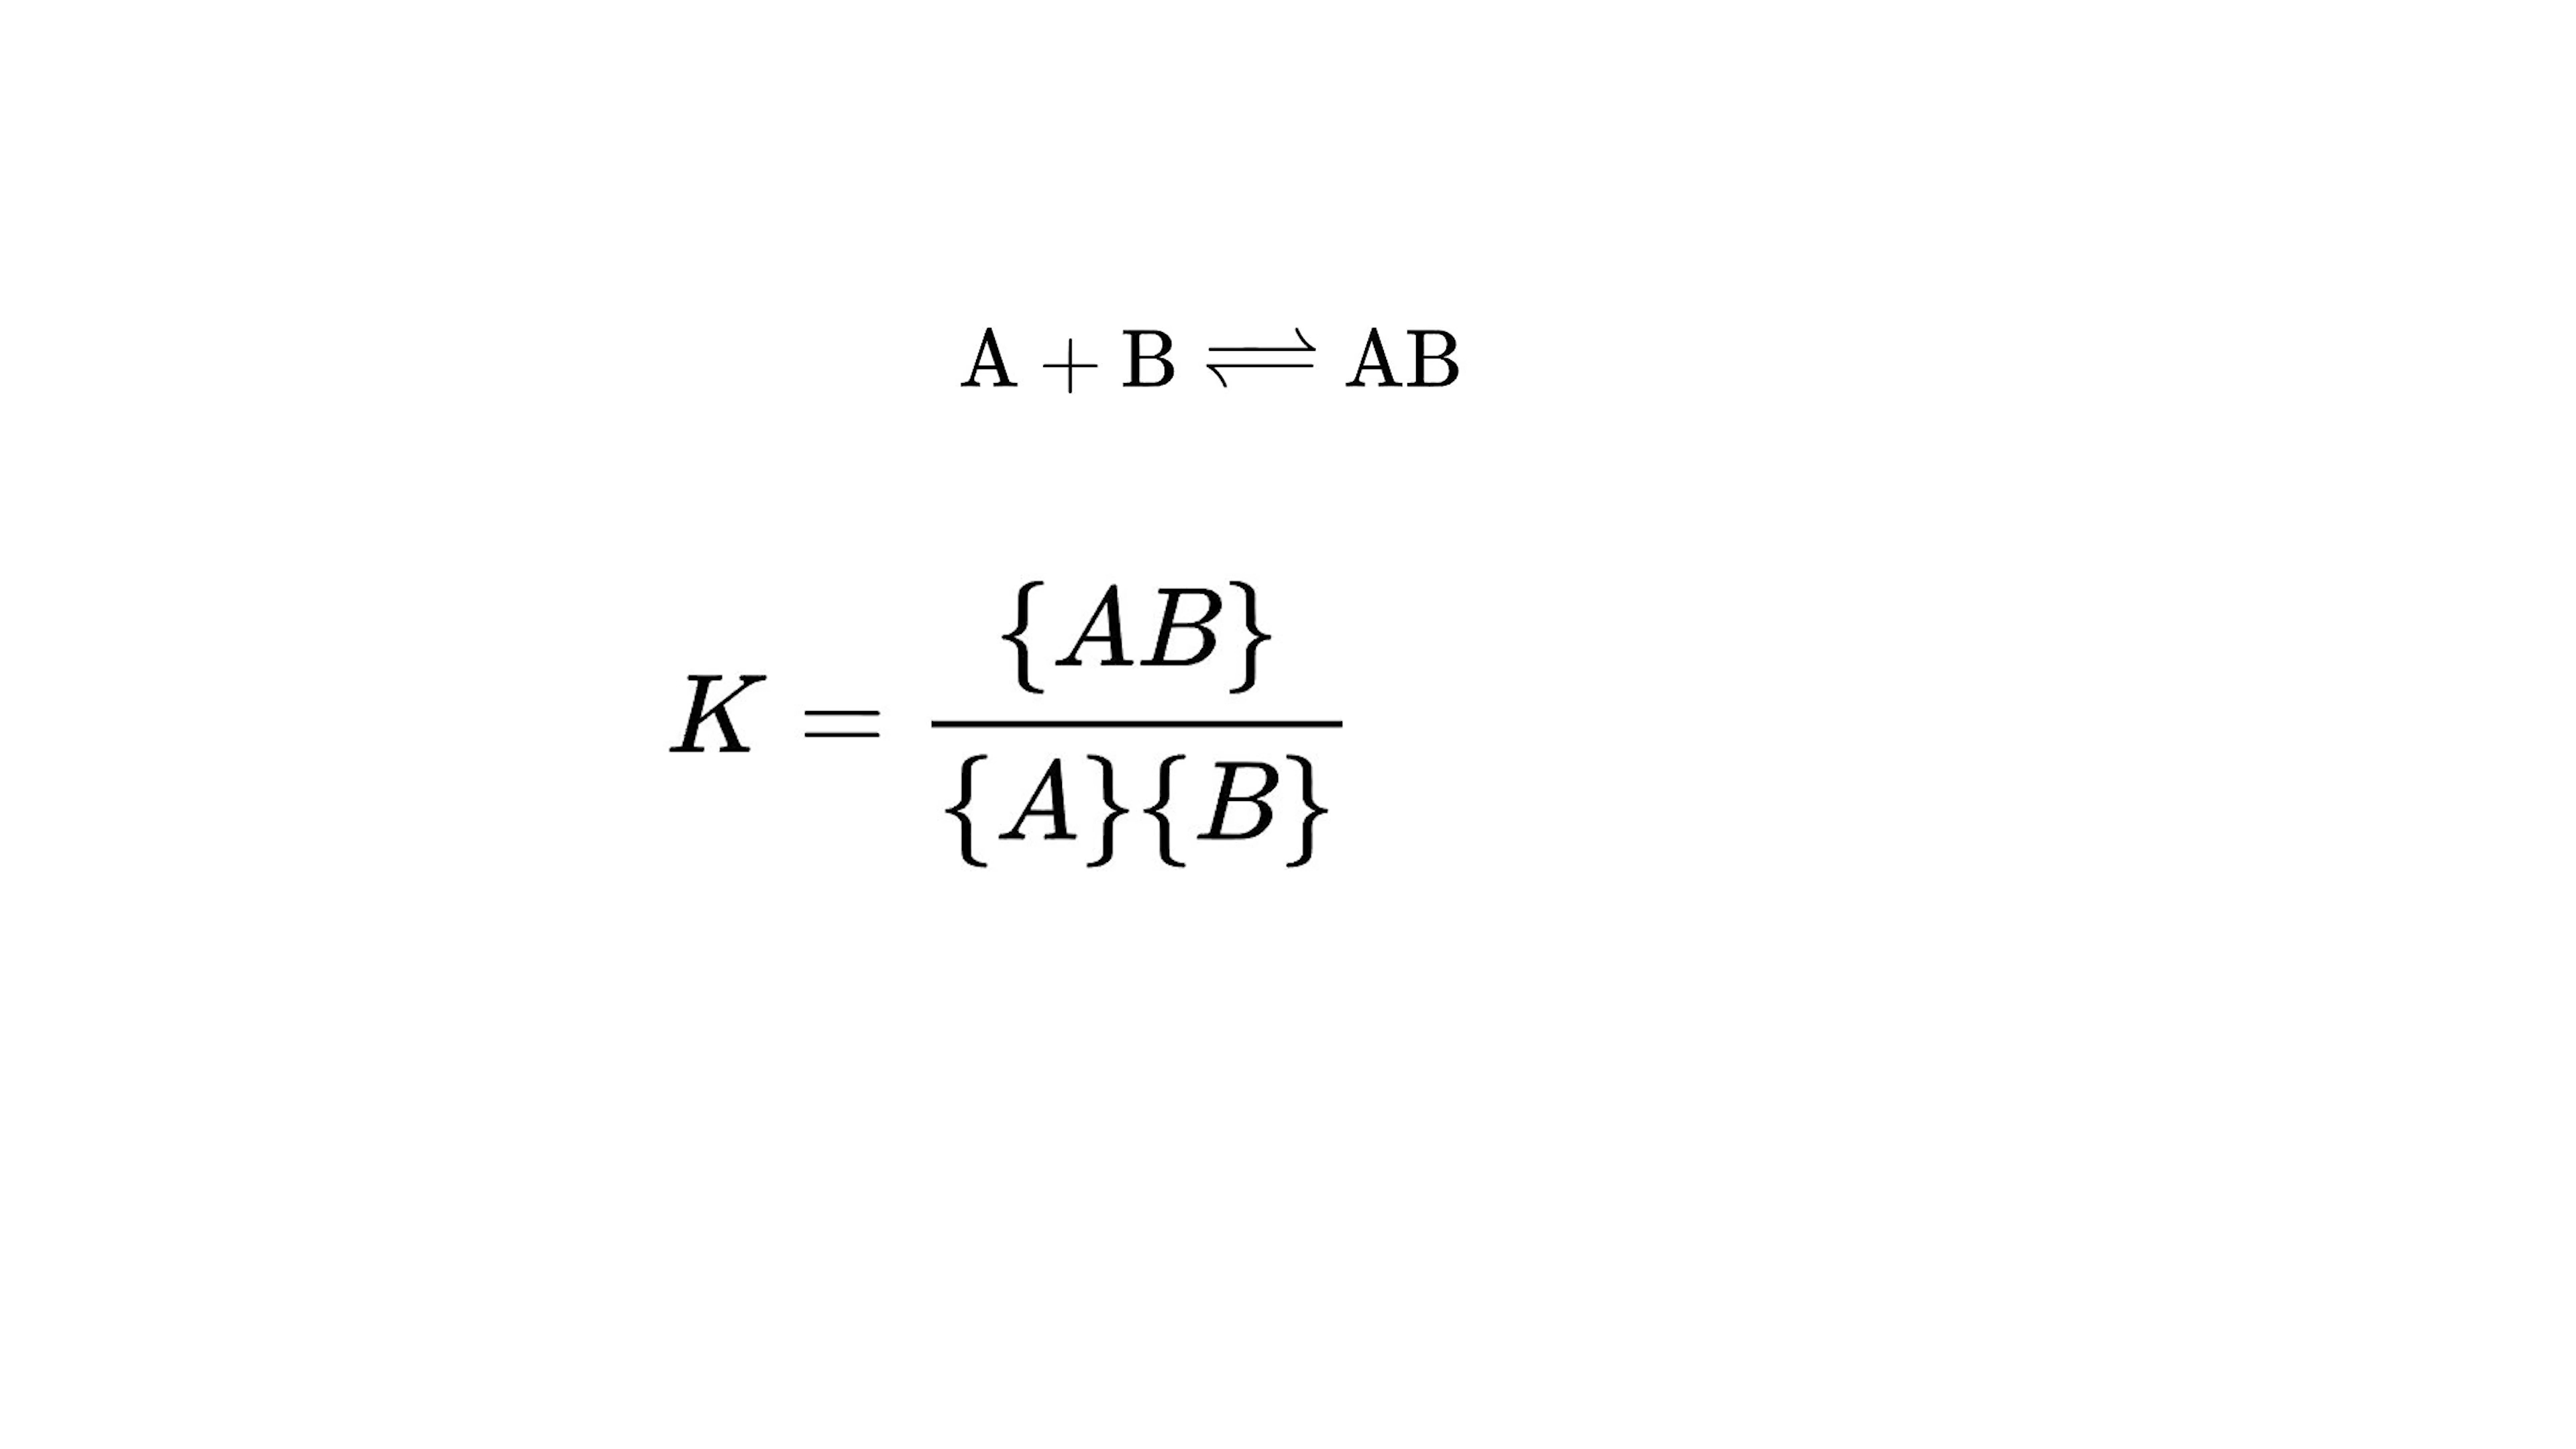 A + B ⇌ AB
K = {AB} / {A}{B}